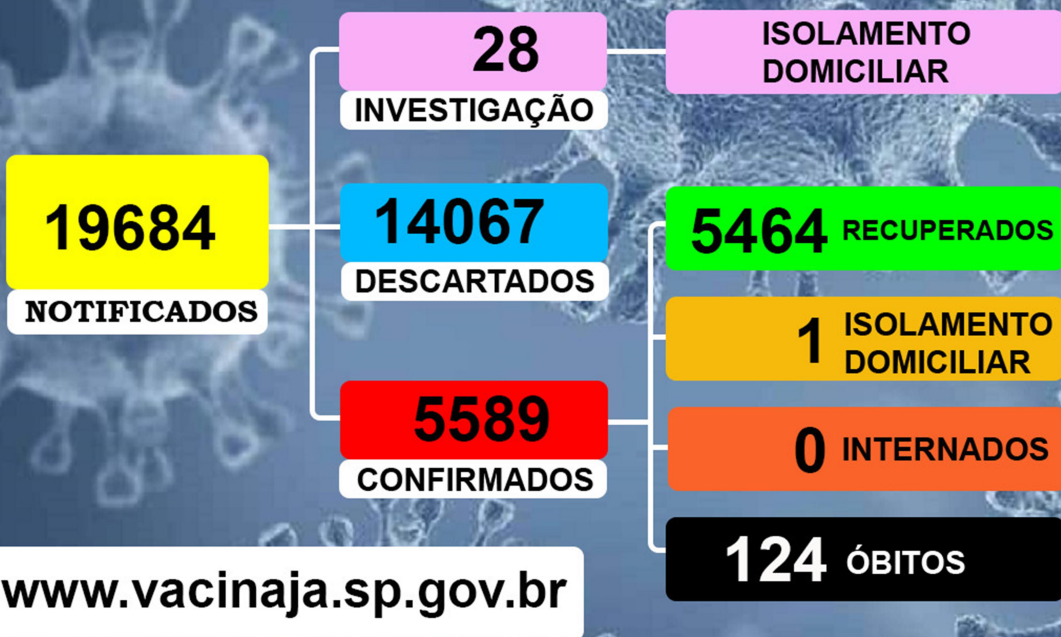 28
INVESTIGAÇÃO
ISOLAMENTO
DOMICILIAR
19684
NOTIFICADOS
14067
DESCARTADOS
5589
CONFIRMADOS
5464 RECUPERADOS
1 ISOLAMENTO
DOMICILIAR
0 INTERNADOS
124 ÓBITOS
www.vacinaja.sp.gov.br